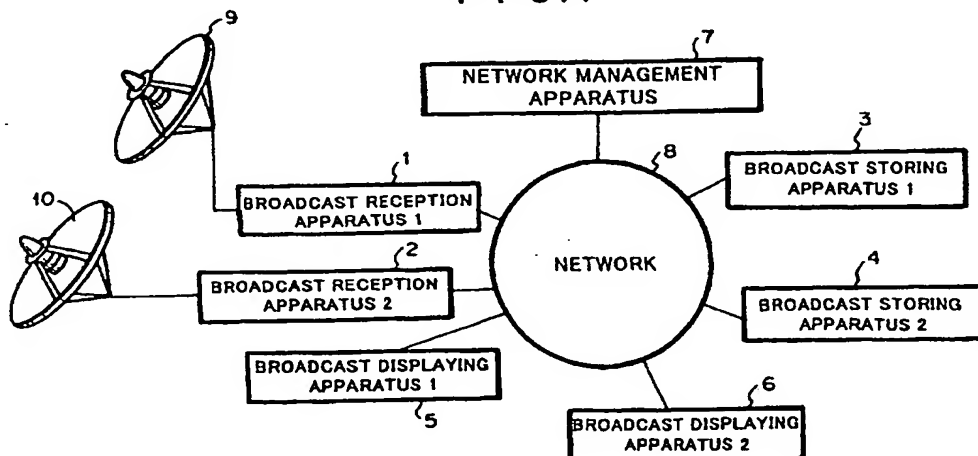 9
7
NETWORK MANAGEMENT
APPARATUS
3
8
BROADCAST STORING
APPARATUS 1
1
BROADCAST RECEPTION
APPARATUS 1
10
2
BROADCAST RECEPTION
APPARATUS 2
NETWORK
4
BROADCAST STORING
APPARATUS 2
BROADCAST DISPLAYING
APPARATUS 1
5
6
BROADCAST DISPLAYING
APPARATUS 2